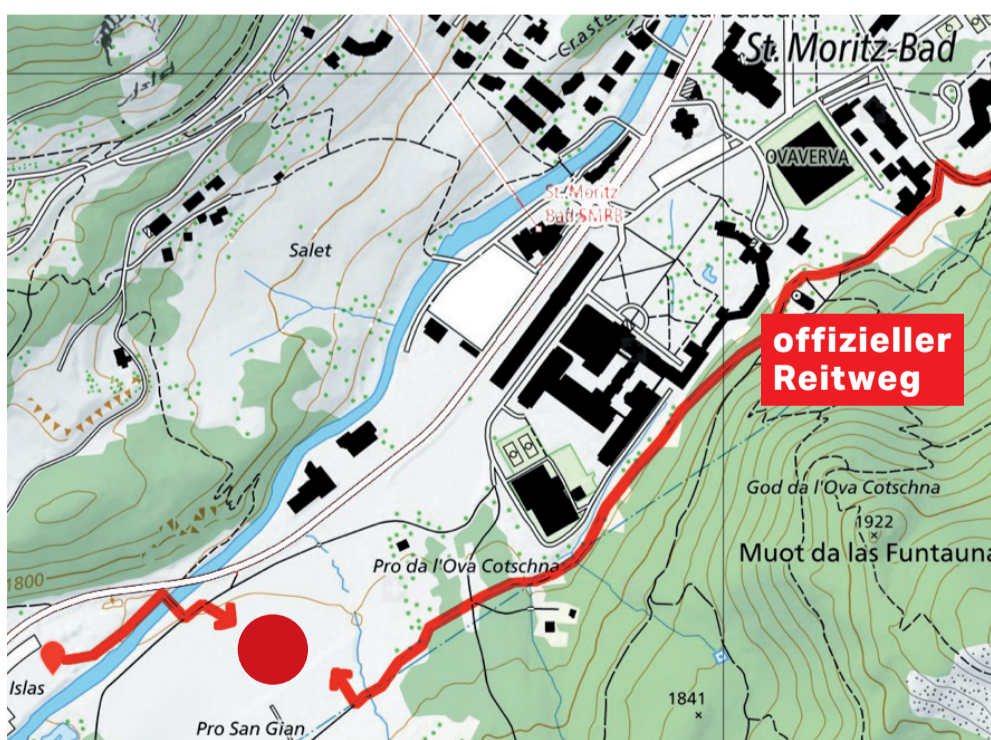 St. Moritz-Bad
OVAVERVA
St. Moritz
Bad SMRB
Salet
offizieller
Reitweg
God da l'Ova Cotschna
1922
Muot da las Funtauna
Pro da l'Ova Cotschna
1800
Islas
1841
Pro San Gian